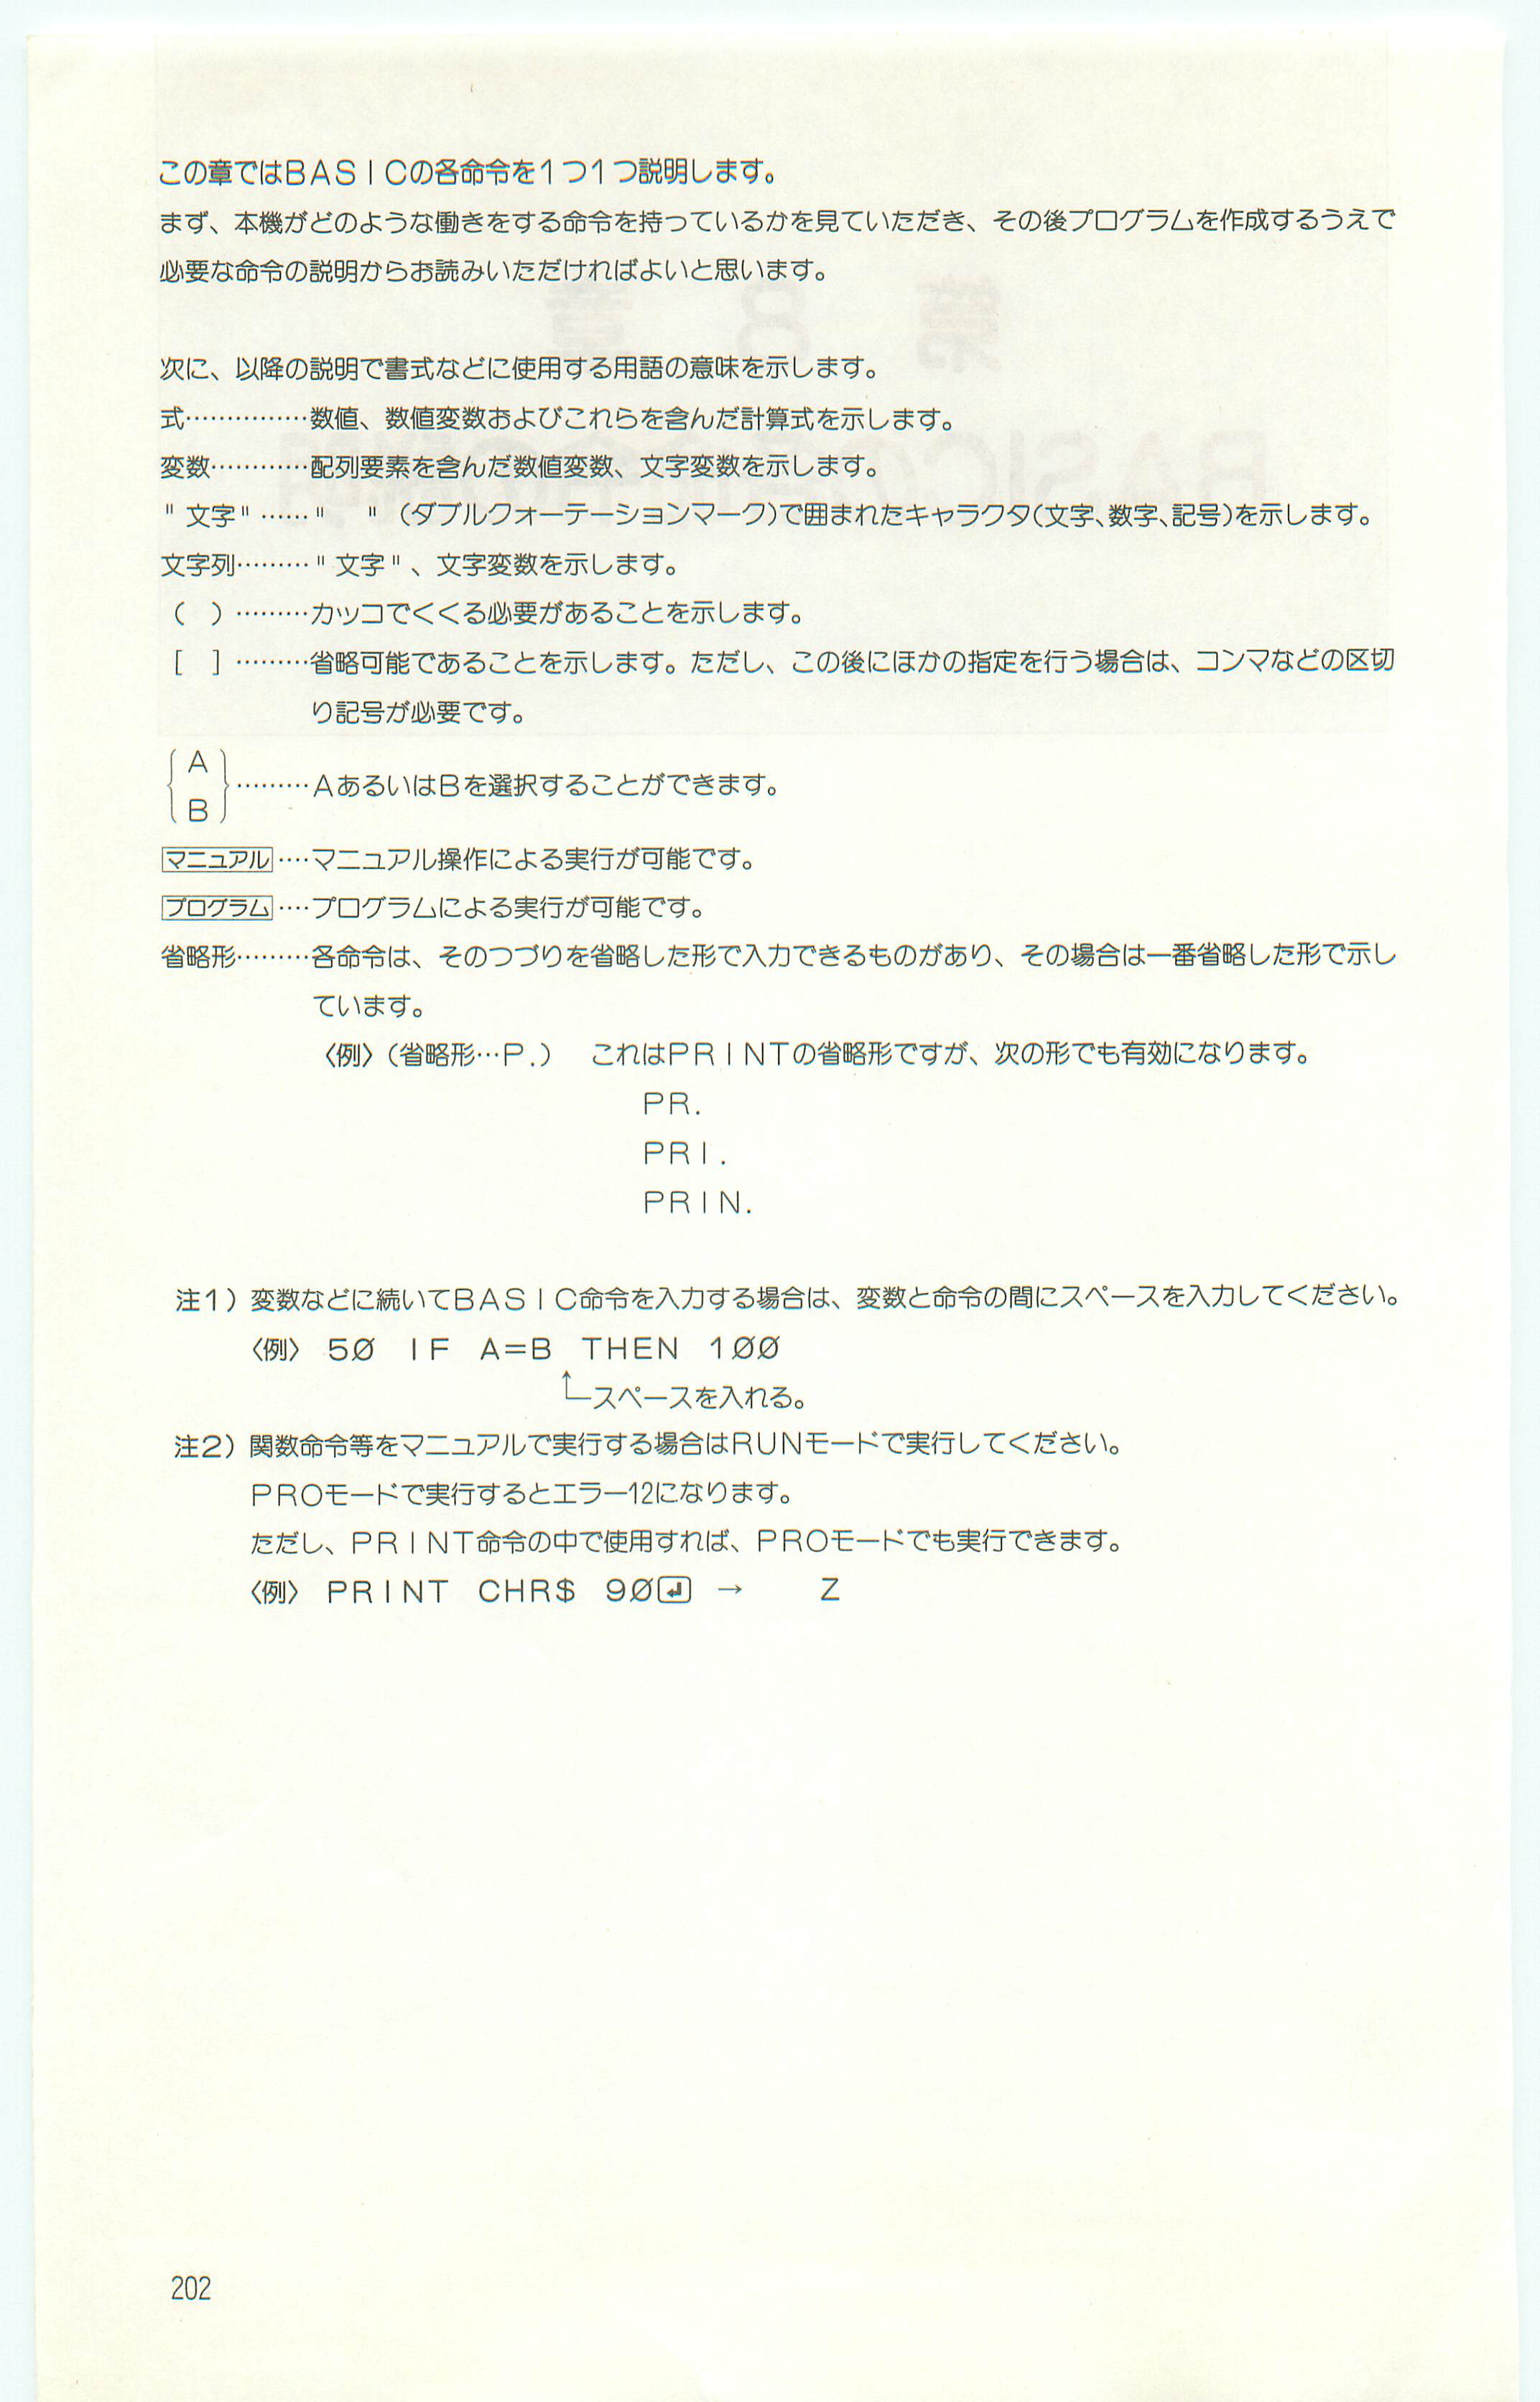 この章ではBASICの各命令を1つ1つ説明します。
まず、本機がどのような働きをする命令を持っているかを見ていただき、その後プログラムを作成するうえで
必要な命令の説明からお読みいただければよいと思います。
次に、以降の説明で書式などに使用する用語の意味を示します。
式……………数値、数値変数およびこれらを含んだ計算式を示します。
変数…………配列要素を含んだ数値変数、文字変数を示します。
"文字"……"　"(ダブルクォーテーションマーク)で囲まれたキャラクタ(文字、数字、記号)を示します。
文字列………"文字"、文字変数を示します。
(　)………カッコでくくる必要があることを示します。
[　]………省略可能であることを示します。ただし、この後にほかの指定を行う場合は、コンマなどの区切
り記号が必要です。
A
B
………AあるいはBを選択することができます。
マニュアル‥‥マニュアル操作による実行が可能です。
プログラム‥‥プログラムによる実行が可能です。
省略形………各命令は、そのつづりを省略した形で入力できるものがあり、その場合は一番省略した形で示し
ています。
〈例〉(省略形…P.)　これはPRINTの省略形ですが、次の形でも有効になります。
PR.
PRI.
PRIN.
注1) 変数などに続いてBASIC命令を入力する場合は、変数と命令の間にスペースを入力してください。
〈例〉 5Ø IF A=B THEN 1ØØ
スペースを入れる。
注2) 関数命令等をマニュアルで実行する場合はRUNモードで実行してください。
PROモードで実行するとエラー12になります。
ただし、PRINT命令の中で使用すれば、PROモードでも実行できます。
〈例〉 PRINT CHR$ 9Ø↵ → Z
202